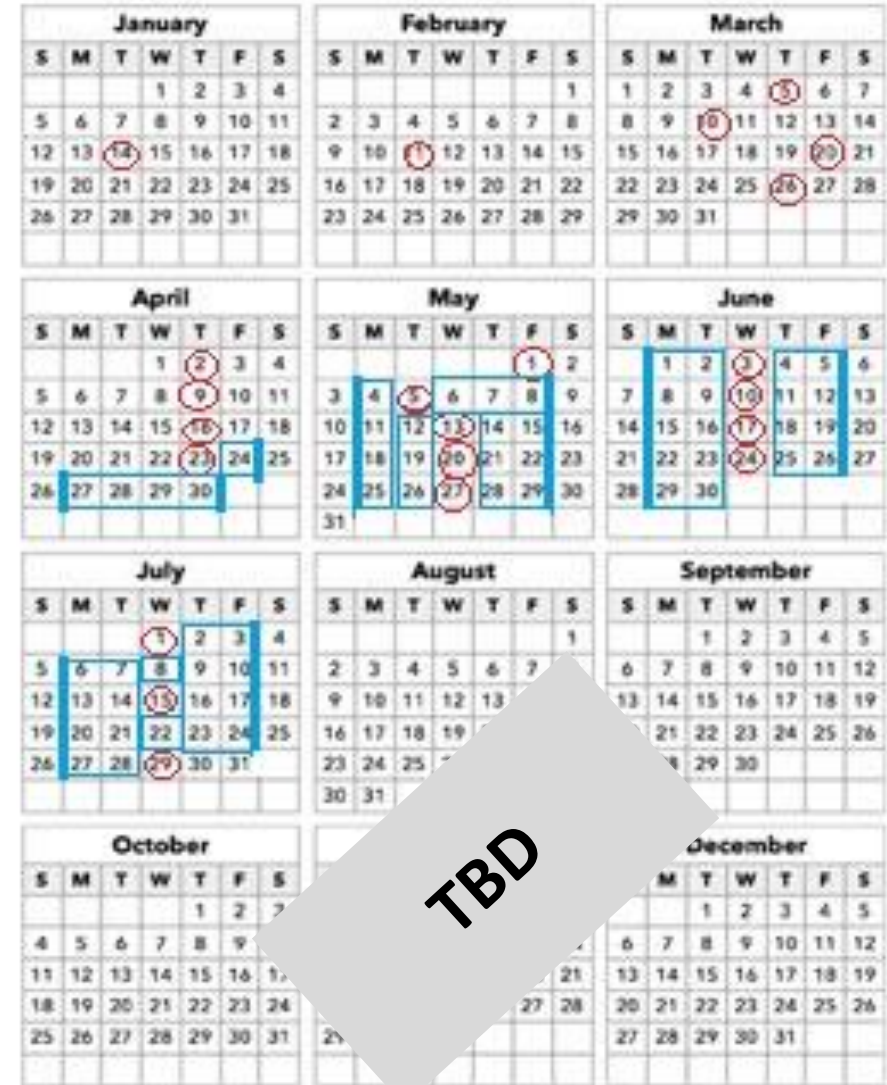 January February March
S M T W T F S S M T W T F S S M T W T F S
1 2 3 4 1 1 2 3 4 5 6 7
5 6 7 8 9 10 11 2 3 4 5 6 7 8 8 9 10 11 12 13 14
12 13 14 15 16 17 18 9 10 11 12 13 14 15 15 16 17 18 19 20 21
19 20 21 22 23 24 25 16 17 18 19 20 21 22 22 23 24 25 26 27 28
26 27 28 29 30 31 23 24 25 26 27 28 29 29 30 31
April May June
S M T W T F S S M T W T F S S M T W T F S
1 2 3 4 1 2 1 2 3 4 5 6
5 6 7 8 9 10 11 3 4 5 6 7 8 9 7 8 9 10 11 12 13
12 13 14 15 16 17 18 10 11 12 13 14 15 16 14 15 16 17 18 19 20
19 20 21 22 23 24 25 17 18 19 20 21 22 23 21 22 23 24 25 26 27
26 27 28 29 30 24 25 26 27 28 29 30 28 29 30
31
July August September
S M T W T F S S M T W T F S S M T W T F S
1 2 3 4 1 1 2 3 4 5
5 6 7 8 9 10 11 2 3 4 5 6 7 6 7 8 9 10 11 12
12 13 14 15 16 17 18 9 10 11 12 13 13 14 15 16 17 18 19
19 20 21 22 23 24 25 16 17 18 19 21 22 23 24 25 26
26 27 28 29 30 31 23 24 25 29 30
30 31
October December
S M T W T F S M T W T F S
1 2 1 2 3 4 5
4 5 6 7 8 9 6 7 8 9 10 11 12
11 12 13 14 15 16 21 13 14 15 16 17 18 19
18 19 20 21 22 23 24 27 28 20 21 22 23 24 25 26
25 26 27 28 29 30 31 29 27 28 29 30 31
TBD